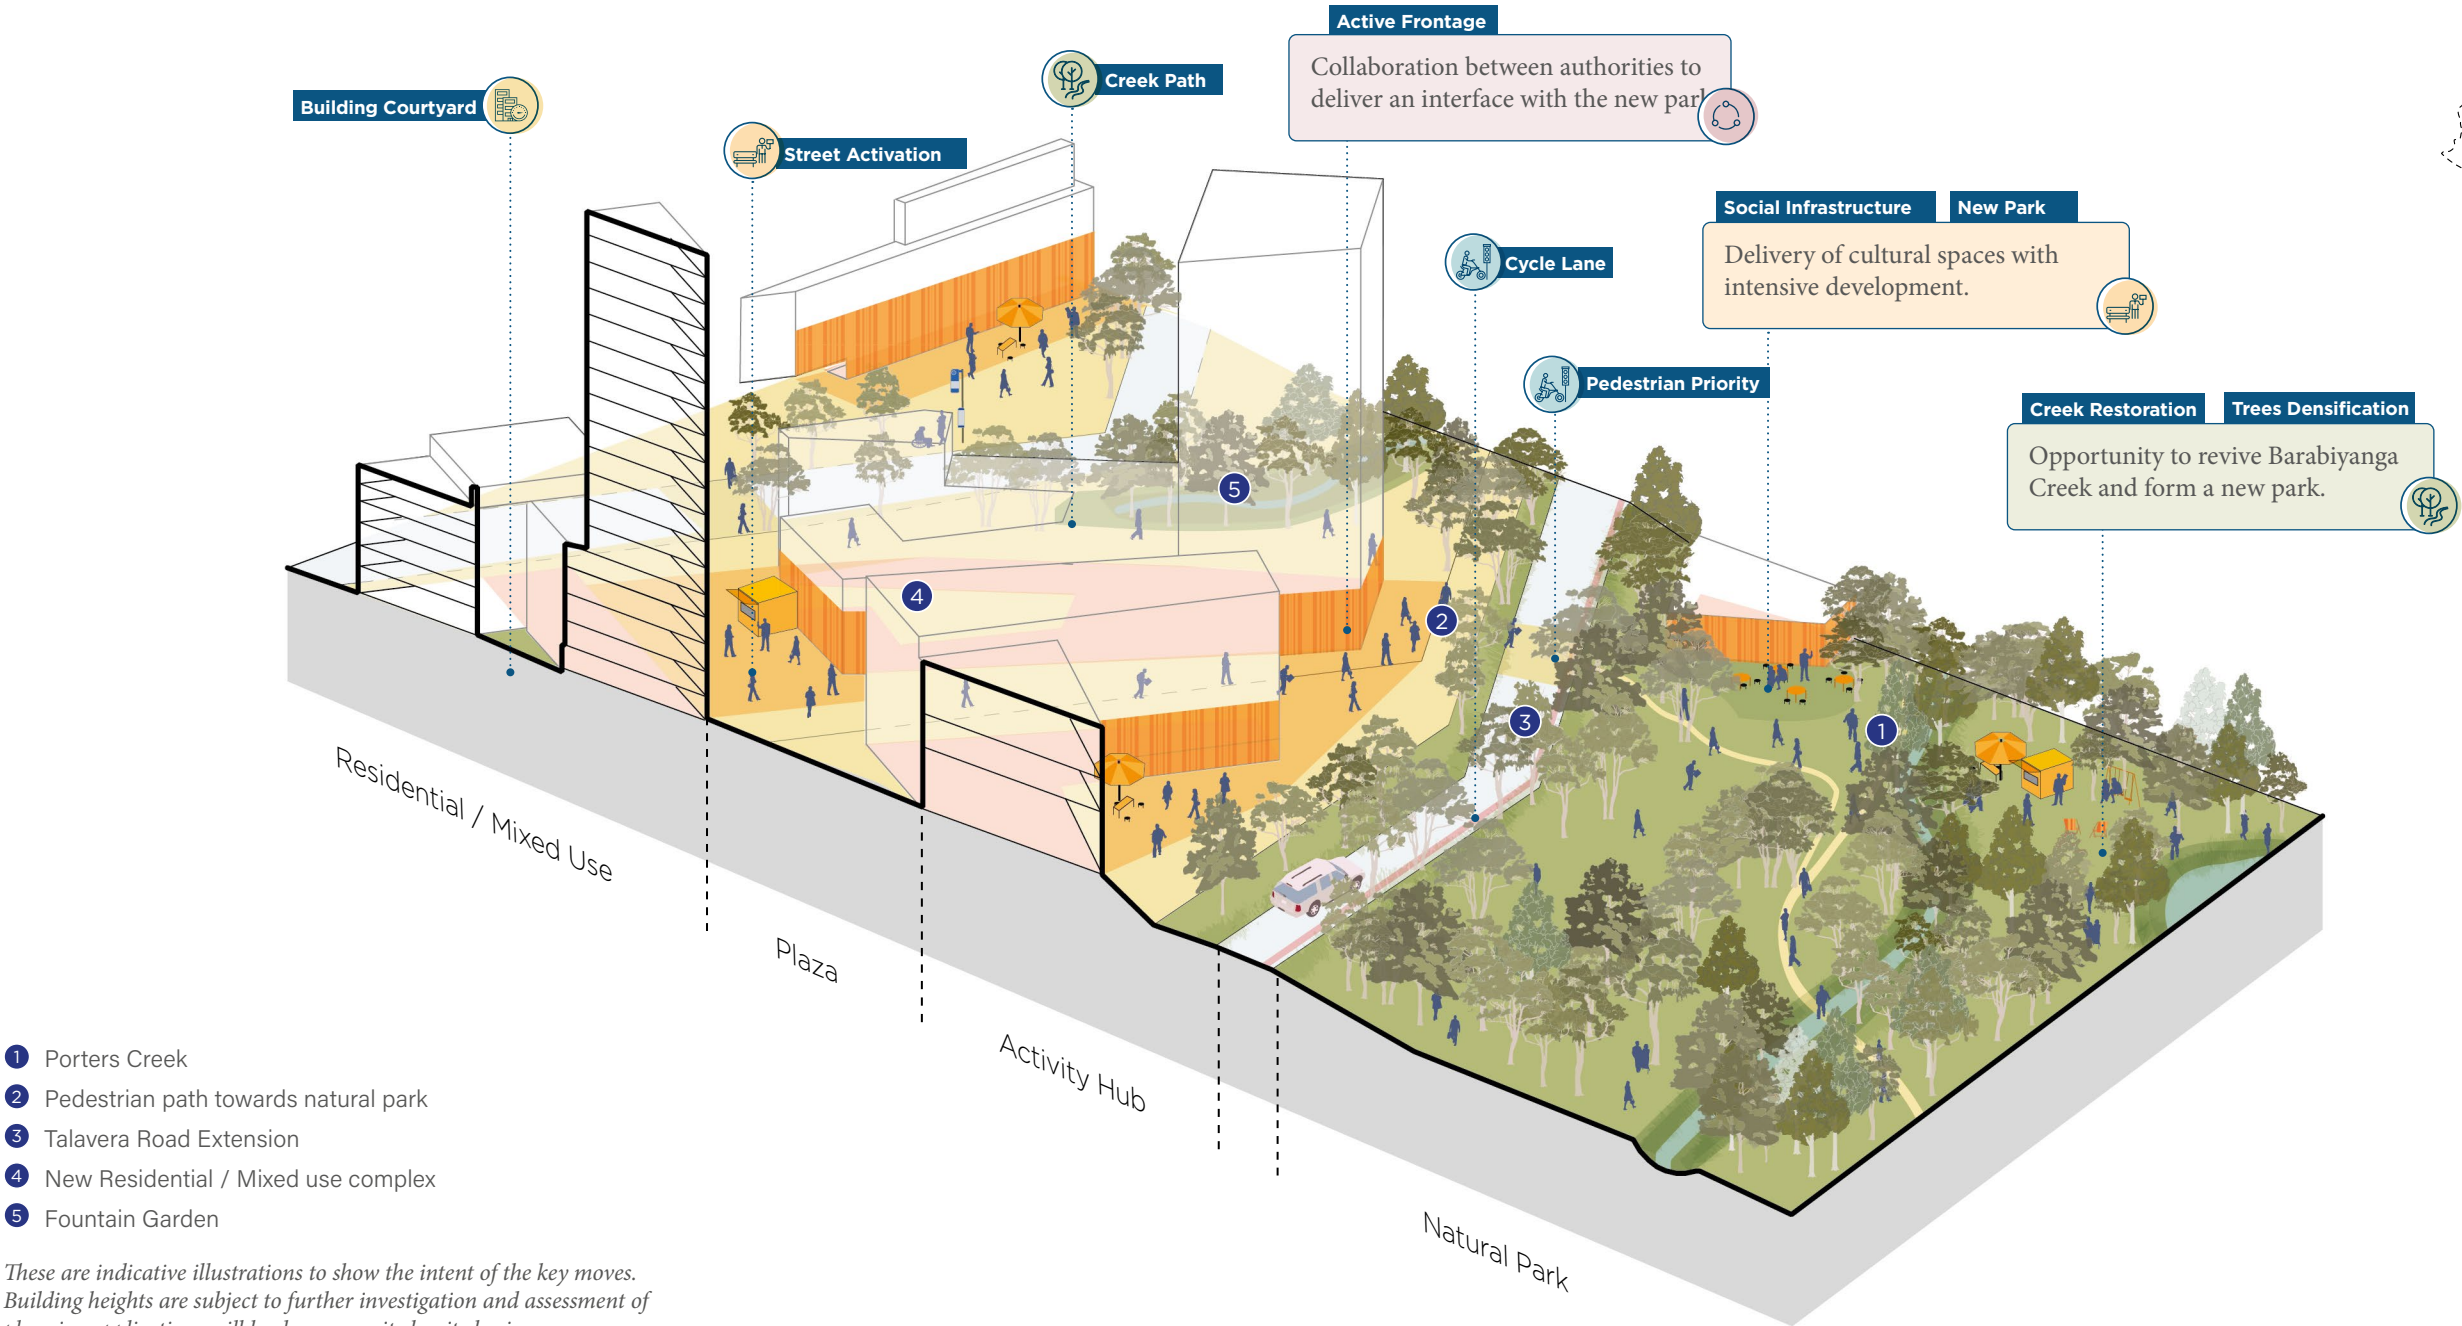 Active Frontage
Collaboration between authorities to
deliver an interface with the new park
Creek Path
Building Courtyard
Street Activation
Social Infrastructure
New Park
Delivery of cultural spaces with
intensive development.
Cycle Lane
Pedestrian Priority
Creek Restoration
Trees Densification
Opportunity to revive Barabiyanga
Creek and form a new park.
5
4
2
3
1
Residential / Mixed Use
Plaza
Activity Hub
Natural Park
1 Porters Creek
2 Pedestrian path towards natural park
3 Talavera Road Extension
4 New Residential / Mixed use complex
5 Fountain Garden
These are indicative illustrations to show the intent of the key moves.
Building heights are subject to further investigation and assessment of